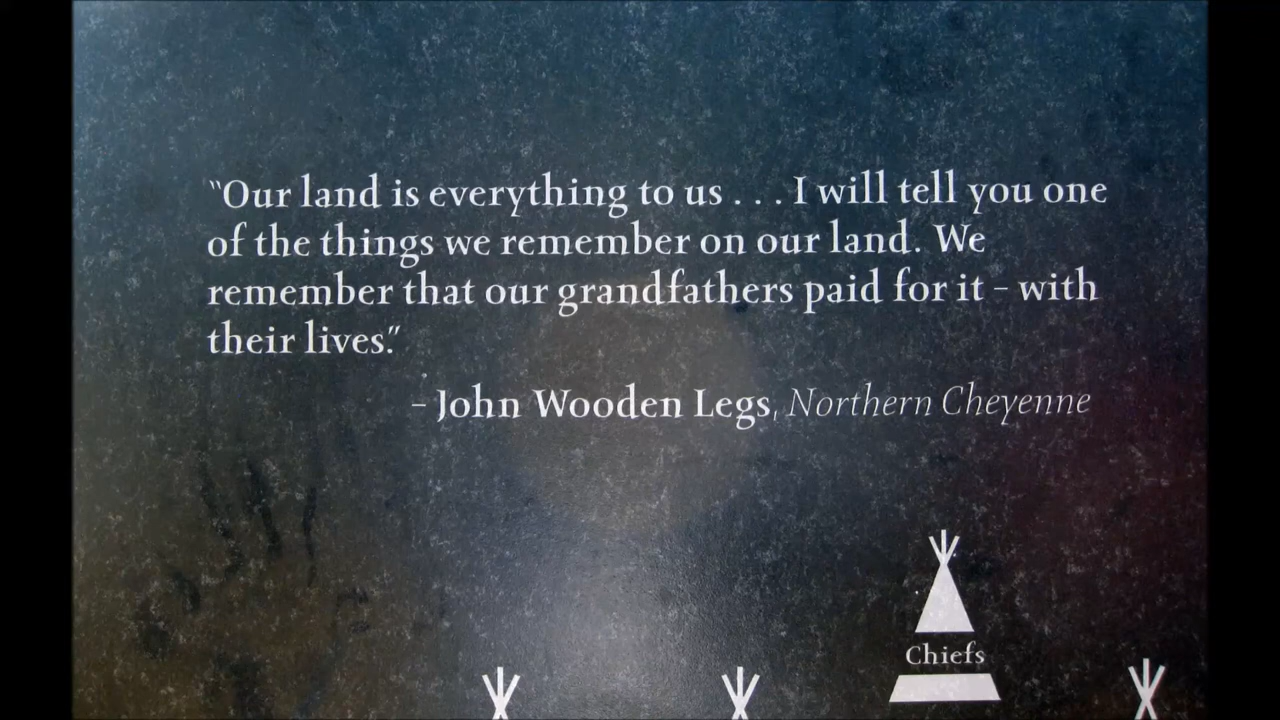 “Our land is everything to us . . . I will tell you one
of the things we remember on our land. We
remember that our grandfathers paid for it – with
their lives.”
– John Wooden Legs, Northern Cheyenne
Chiefs